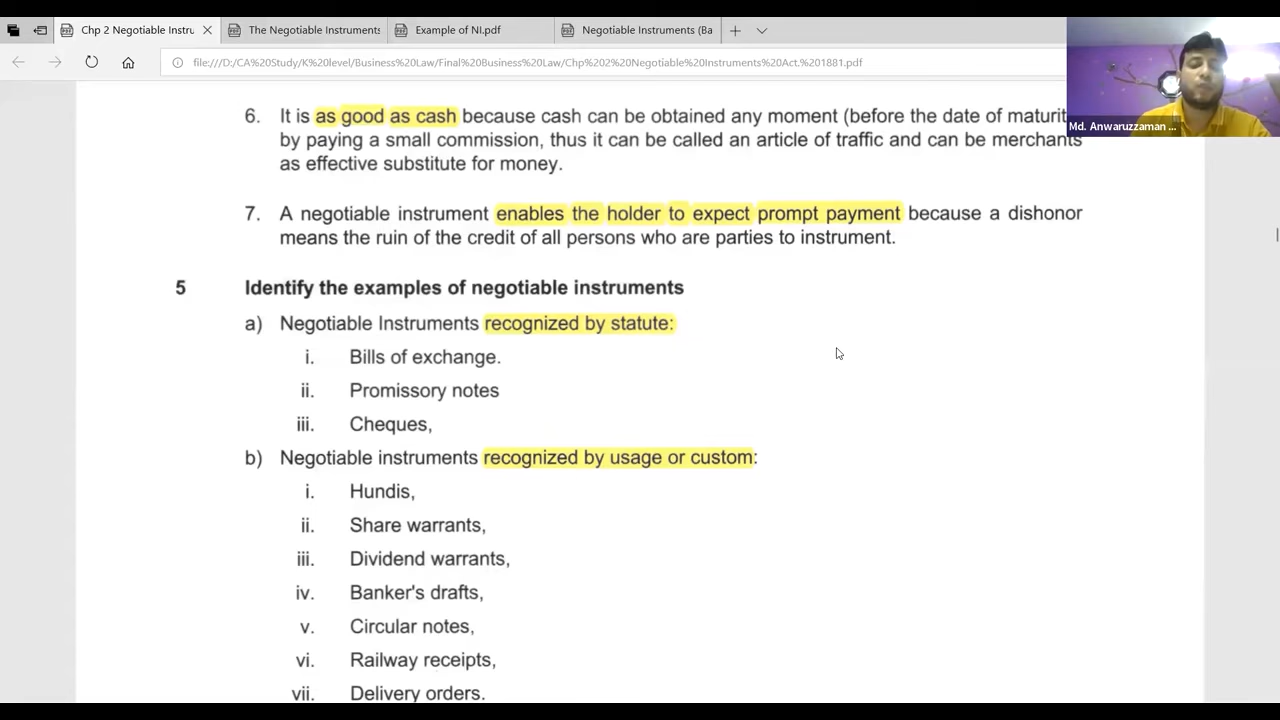 Chp 2 Negotiable Instru
The Negotiable Instruments
Example of NI.pdf
Negotiable Instruments (Ba
file:///D:/CA%20Study/K%20level/Business%20Law/Final%20Business%20Law/Chp%202%20Negotiable%20Instruments%20Act,%201881.pdf
Md. Anwaruzzaman ...
6. It is as good as cash because cash can be obtained any moment (before the date of maturit
by paying a small commission, thus it can be called an article of traffic and can be merchants
as effective substitute for money.
7. A negotiable instrument enables the holder to expect prompt payment because a dishonor
means the ruin of the credit of all persons who are parties to instrument.
5 Identify the examples of negotiable instruments
a) Negotiable Instruments recognized by statute:
i. Bills of exchange.
ii. Promissory notes
iii. Cheques,
b) Negotiable instruments recognized by usage or custom:
i. Hundis,
ii. Share warrants,
iii. Dividend warrants,
iv. Banker's drafts,
v. Circular notes,
vi. Railway receipts,
vii. Delivery orders.